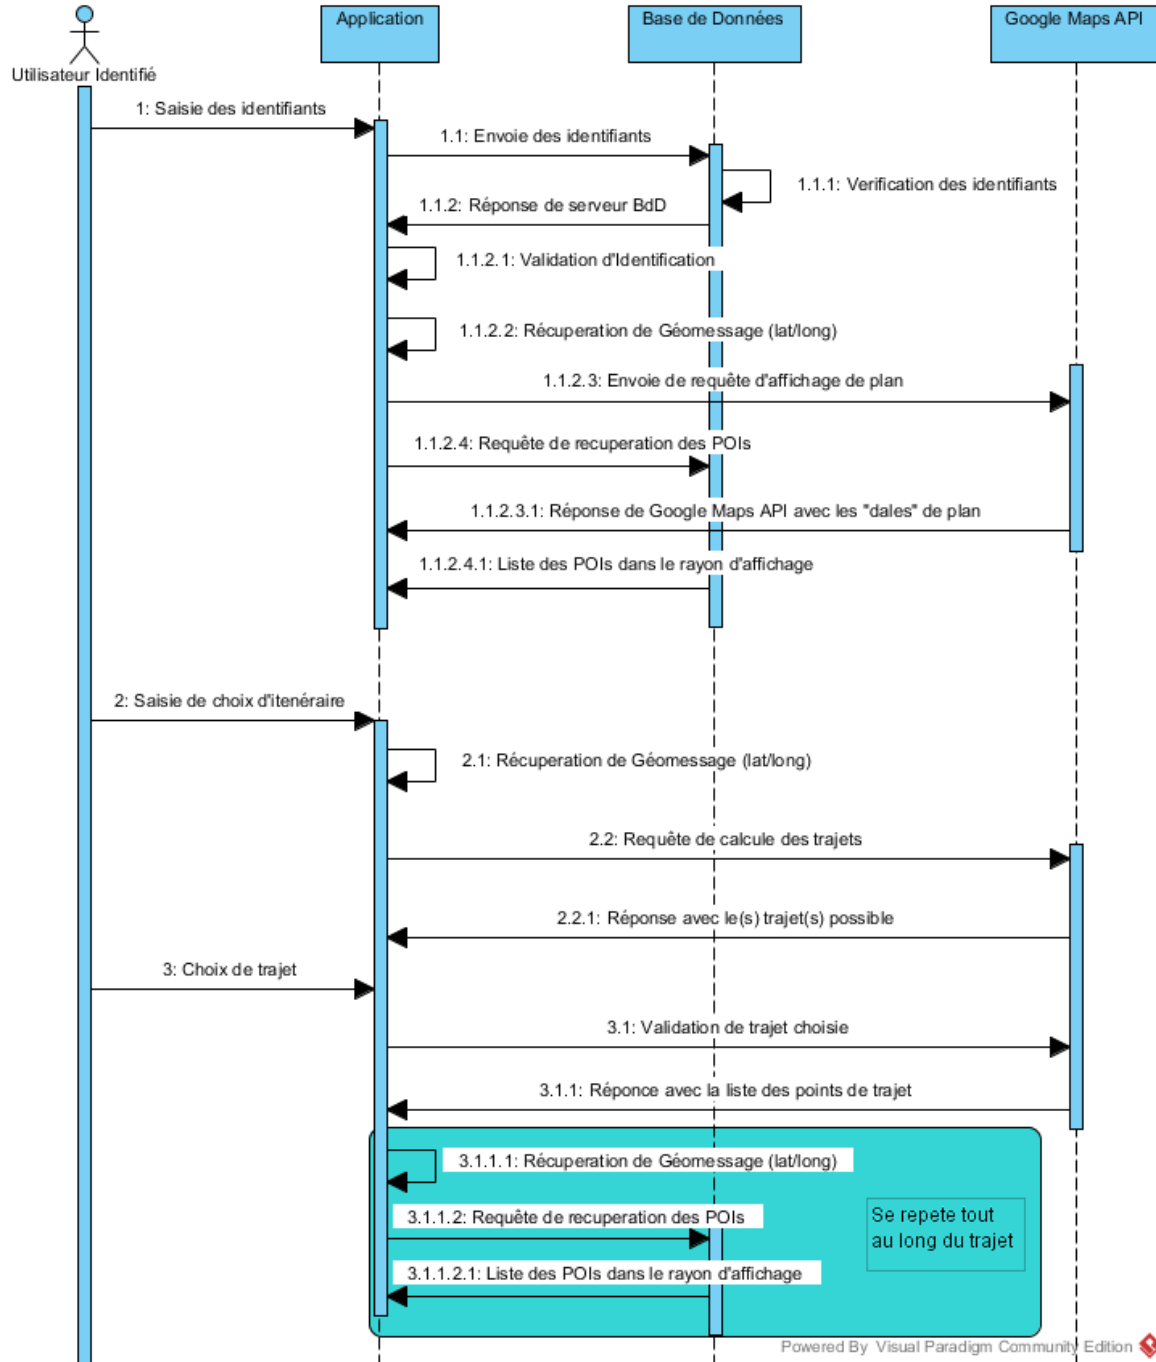 Application
Base de Données
Google Maps API
Utilisateur Identifié
1: Saisie des identifiants
1.1: Envoie des identifiants
1.1.1: Verification des identifiants
1.1.2: Réponse de serveur BdD
1.1.2.1: Validation d'Identification
1.1.2.2: Récuperation de Géomessage (lat/long)
1.1.2.3: Envoie de requête d'affichage de plan
1.1.2.4: Requête de recuperation des POIs
1.1.2.3.1: Réponse de Google Maps API avec les "dales" de plan
1.1.2.4.1: Liste des POIs dans le rayon d'affichage
2: Saisie de choix d'itenéraire
2.1: Récuperation de Géomessage (lat/long)
2.2: Requête de calcule des trajets
2.2.1: Réponse avec le(s) trajet(s) possible
3: Choix de trajet
3.1: Validation de trajet choisie
3.1.1: Réponce avec la liste des points de trajet
3.1.1.1: Récuperation de Géomessage (lat/long)
3.1.1.2: Requête de recuperation des POIs
Se repete tout
au long du trajet
3.1.1.2.1: Liste des POIs dans le rayon d'affichage
Powered By Visual Paradigm Community Edition